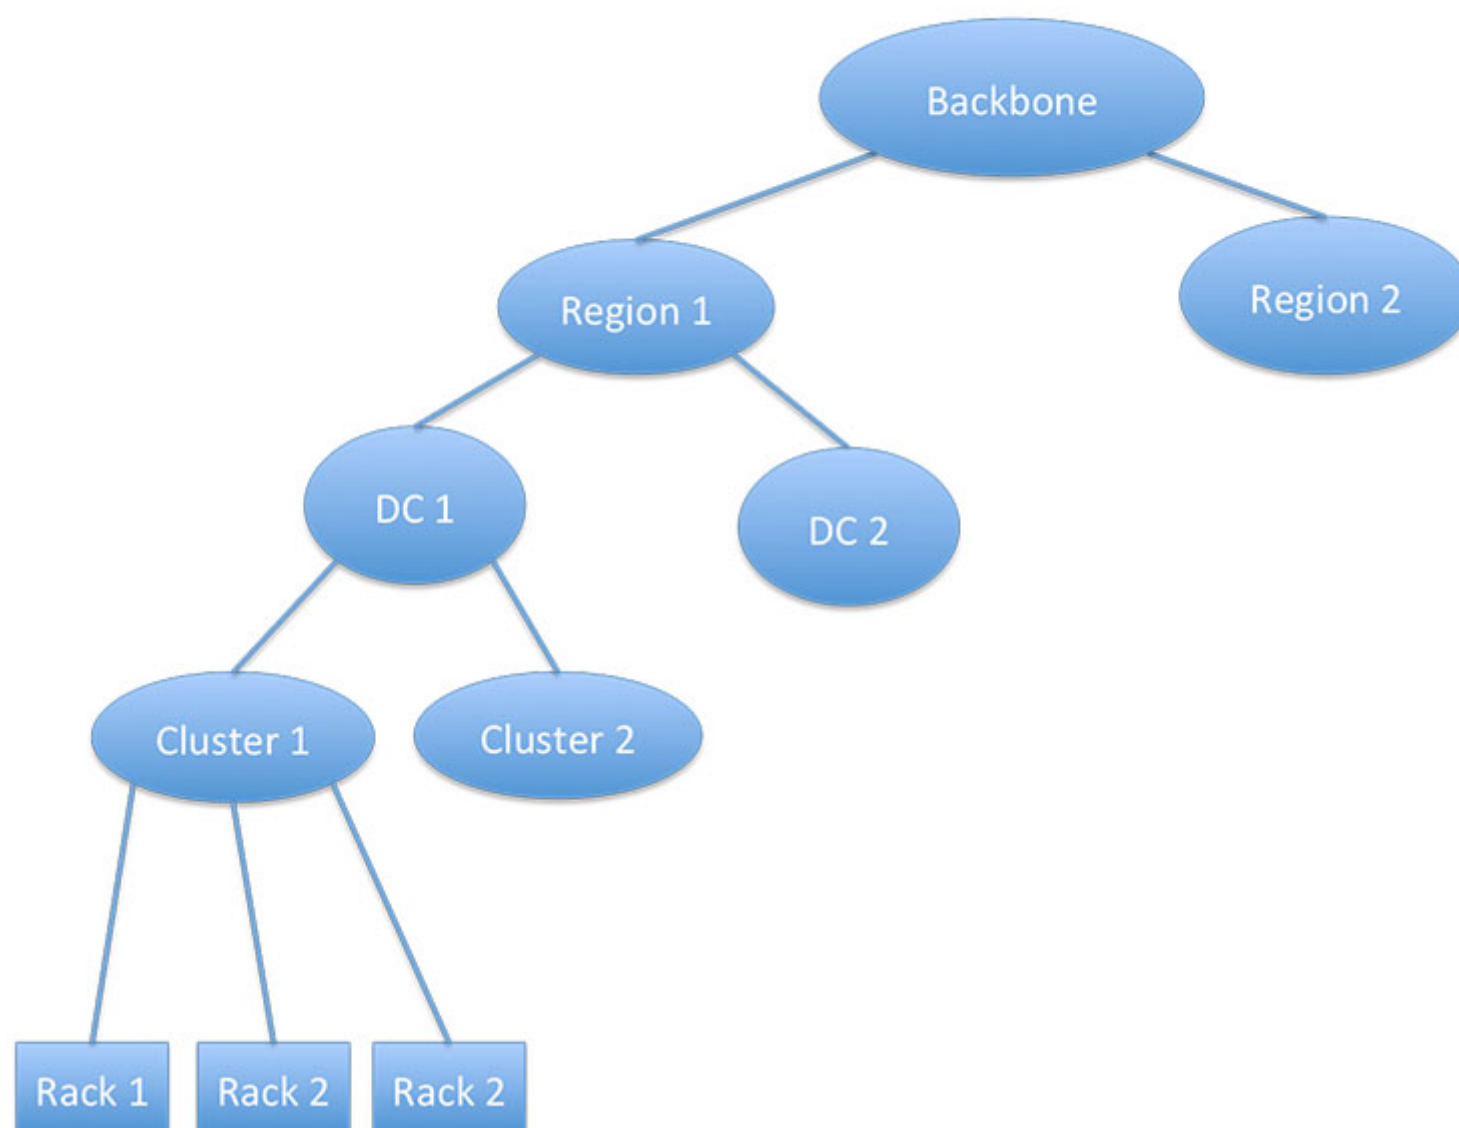 Backbone
Region 1
Region 2
DC 1
DC 2
Cluster 1
Cluster 2
Rack 1
Rack 2
Rack 2